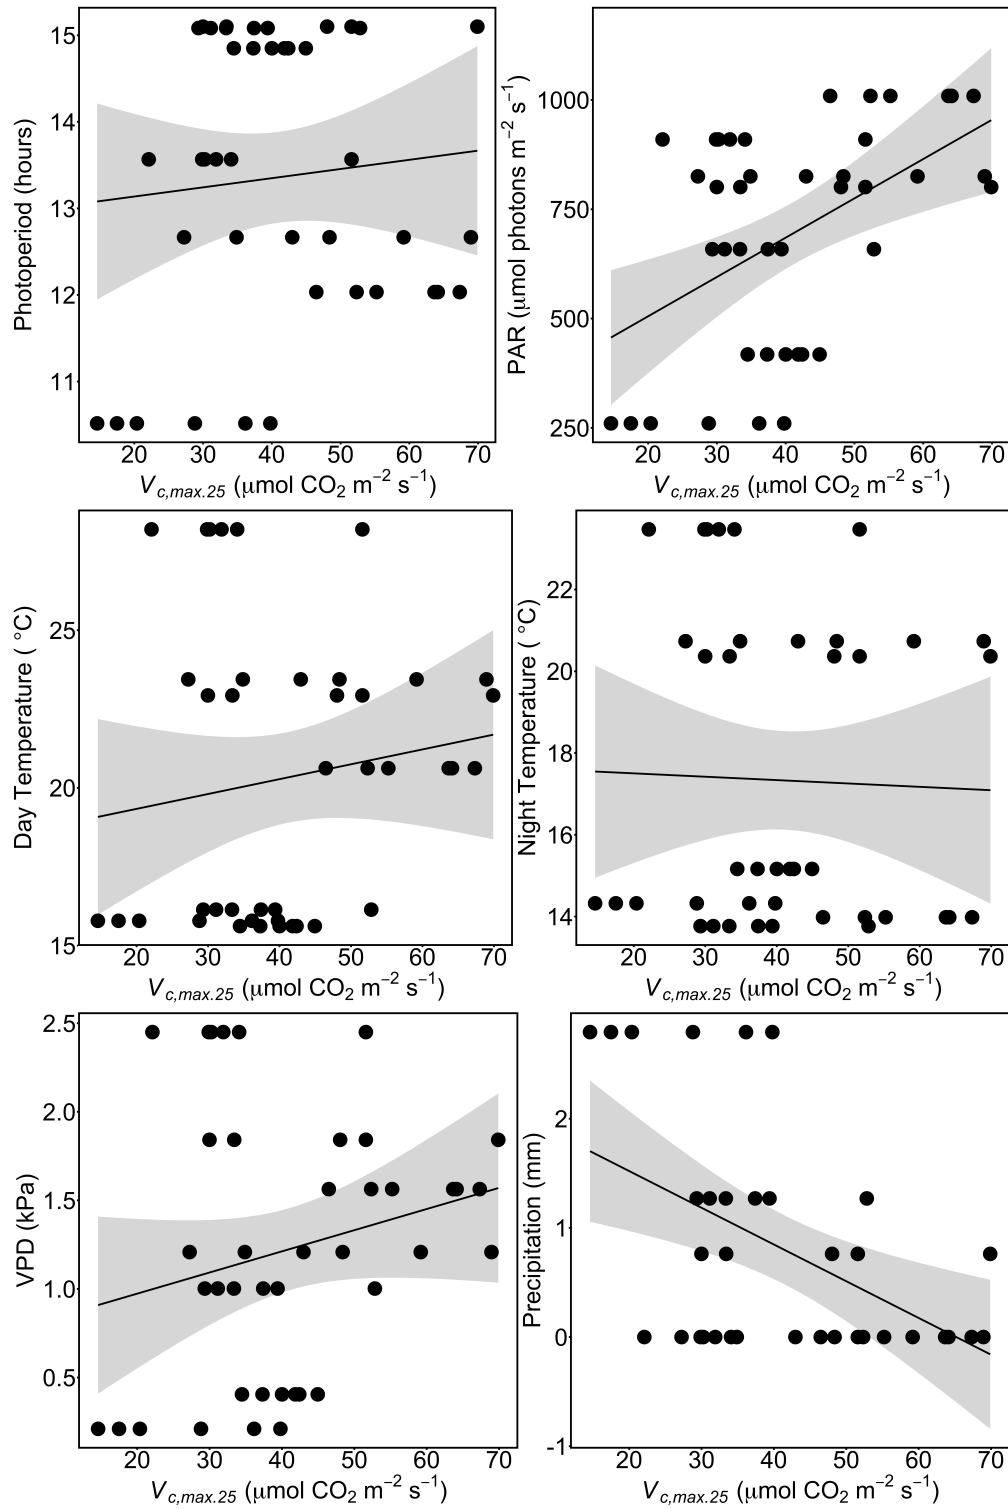 15
14
13
12
11
Photoperiod (hours)
20 30 40 50 60 70
Vc,max.25 (μmol CO2 m−2 s−1)
1000
750
500
250
PAR (μmol photons m−2 s−1)
20 30 40 50 60 70
Vc,max.25 (μmol CO2 m−2 s−1)
25
20
15
Day Temperature ( °C)
20 30 40 50 60 70
Vc,max.25 (μmol CO2 m−2 s−1)
22
20
18
16
14
Night Temperature ( °C)
20 30 40 50 60 70
Vc,max.25 (μmol CO2 m−2 s−1)
2.5
2.0
1.5
1.0
0.5
VPD (kPa)
20 30 40 50 60 70
Vc,max.25 (μmol CO2 m−2 s−1)
2
1
0
-1
Precipitation (mm)
20 30 40 50 60 70
Vc,max.25 (μmol CO2 m−2 s−1)